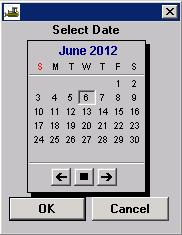 Select Date
June 2012
S M T W T F S
1 2
3 4 5 6 7 8 9
10 11 12 13 14 15 16
17 18 19 20 21 22 23
24 25 26 27 28 29 30
OK Cancel